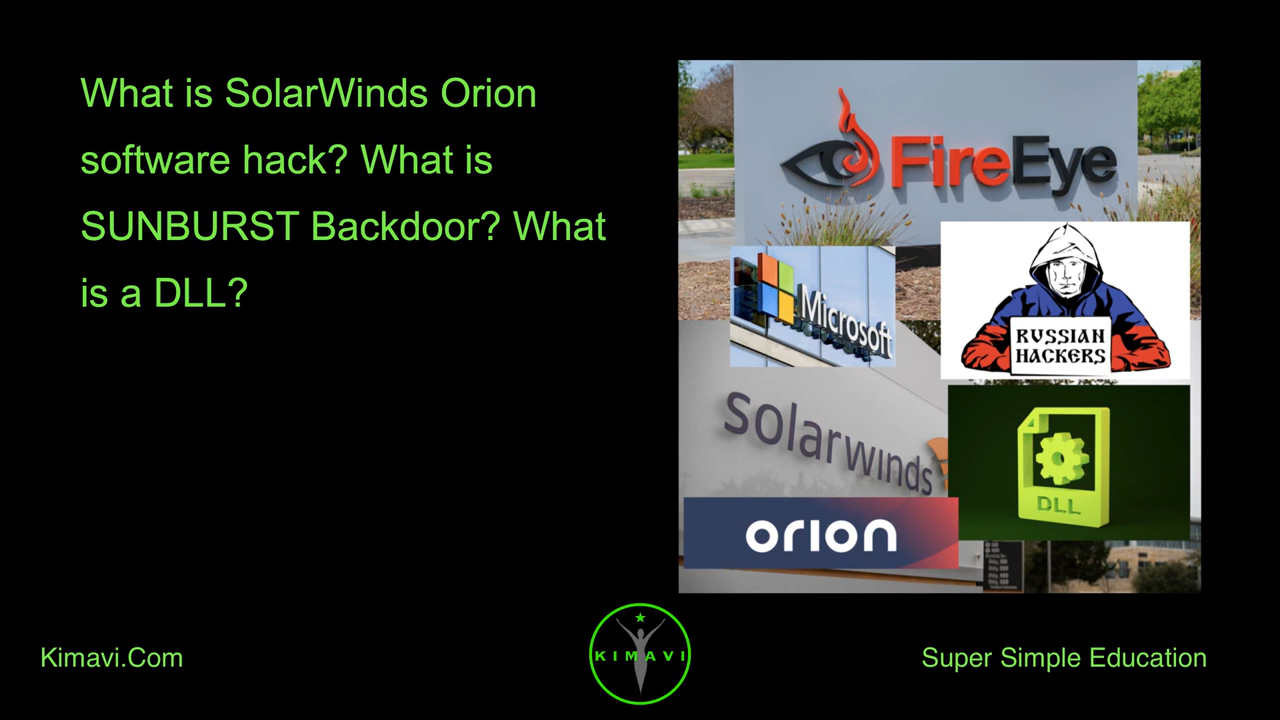 What is SolarWinds Orion
software hack? What is
SUNBURST Backdoor? What
is a DLL?
FireEye
Microsoft
RUSSIAN
HACKERS
solarwinds
DLL
orion
Kimavi.Com
KIMAVI
Super Simple Education